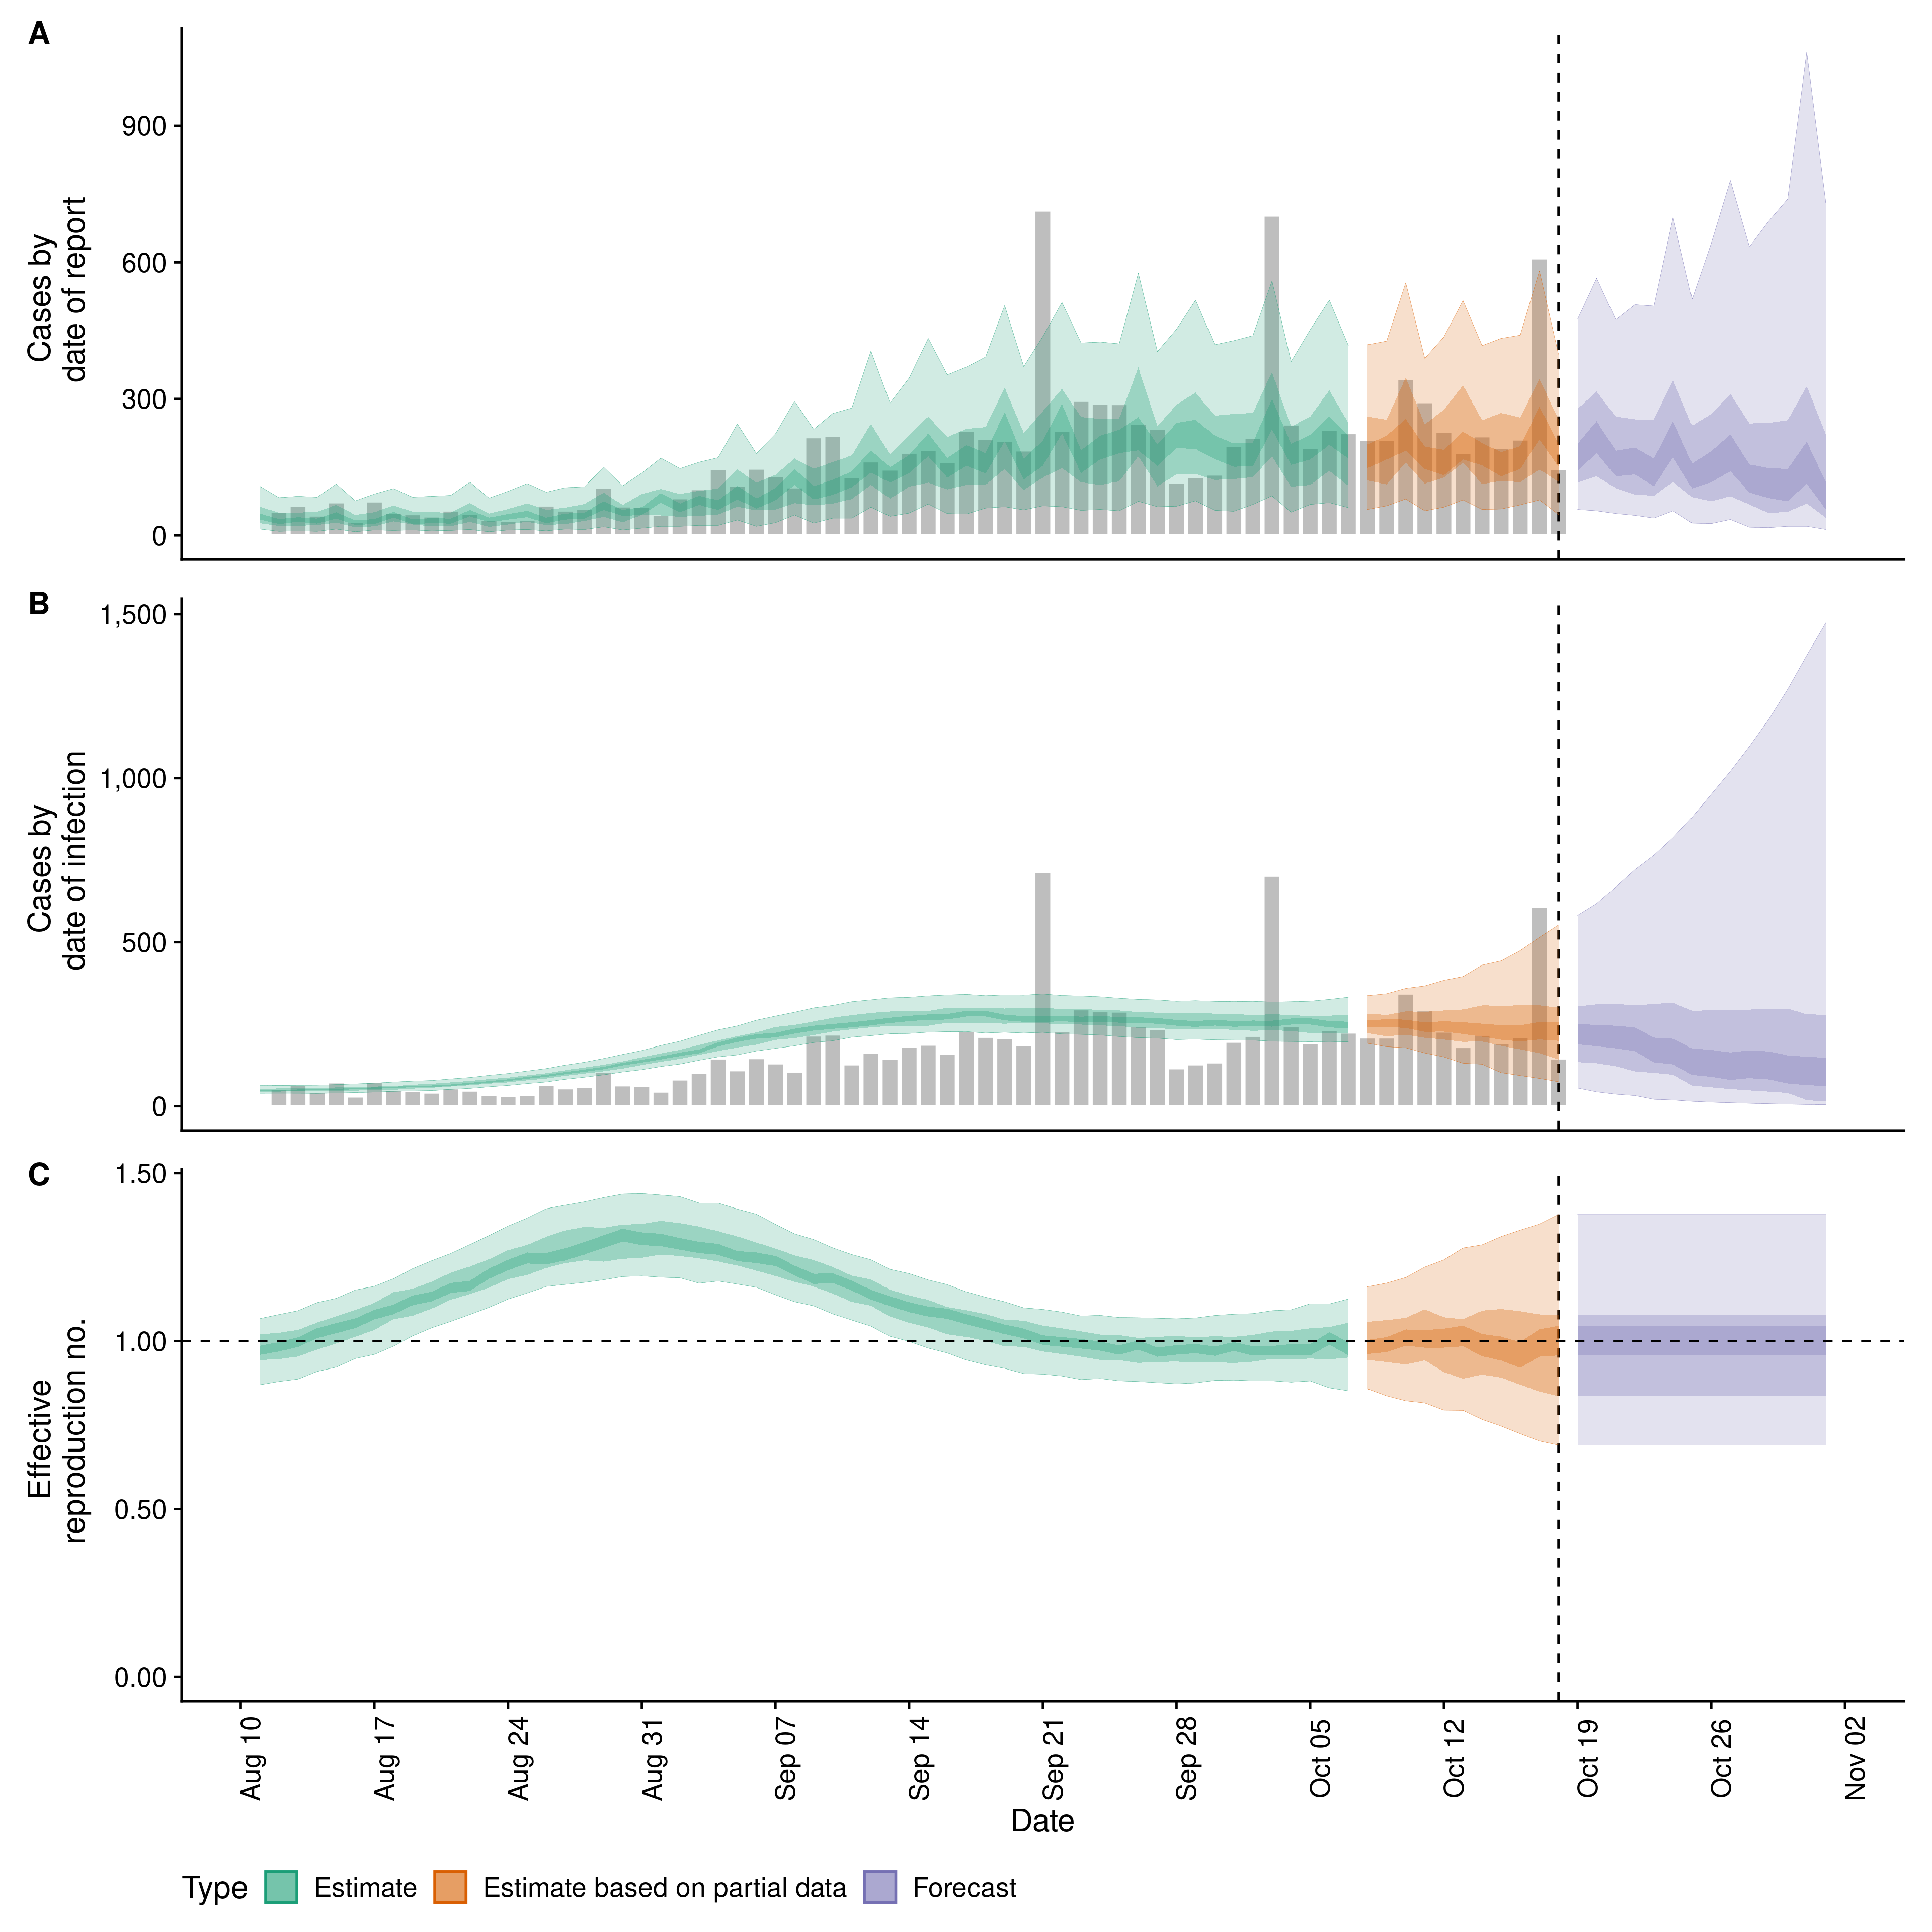 A
900
600
300
0
Cases by
date of report
B
1,500
1,000
500
0
Cases by
date of infection
C
1.50
1.00
0.50
0.00
Effective
reproduction no.
Aug 10
Aug 17
Aug 24
Aug 31
Sep 07
Sep 14
Sep 21
Sep 28
Oct 05
Oct 12
Oct 19
Oct 26
Nov 02
Date
Type Estimate Estimate based on partial data Forecast